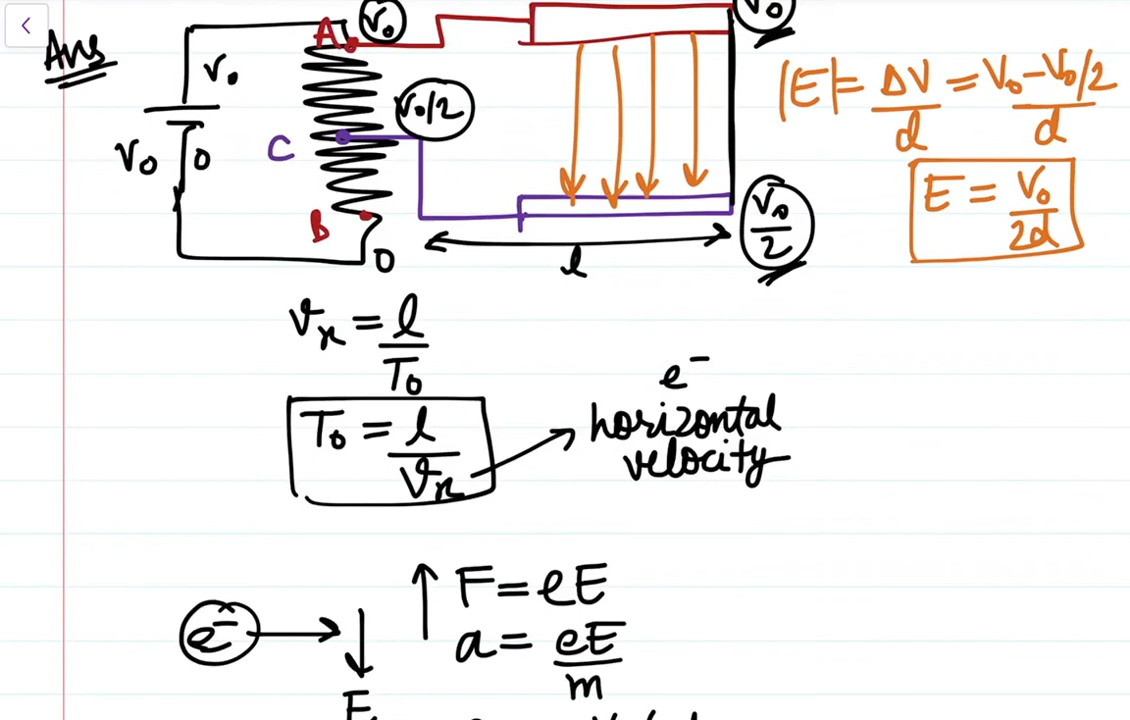 Ans
A
V₀
V₀
V₀
V₀/2
C
V₀ 0
B
0
V₀/2
l
|E| = ΔV/d = V₀-V₀/2/d
E = V₀/2d
vₓ = l/T₀
T₀ = l/vₓ
e⁻
horizontal
velocity
F = eE
e⁻
a = eE/m
E